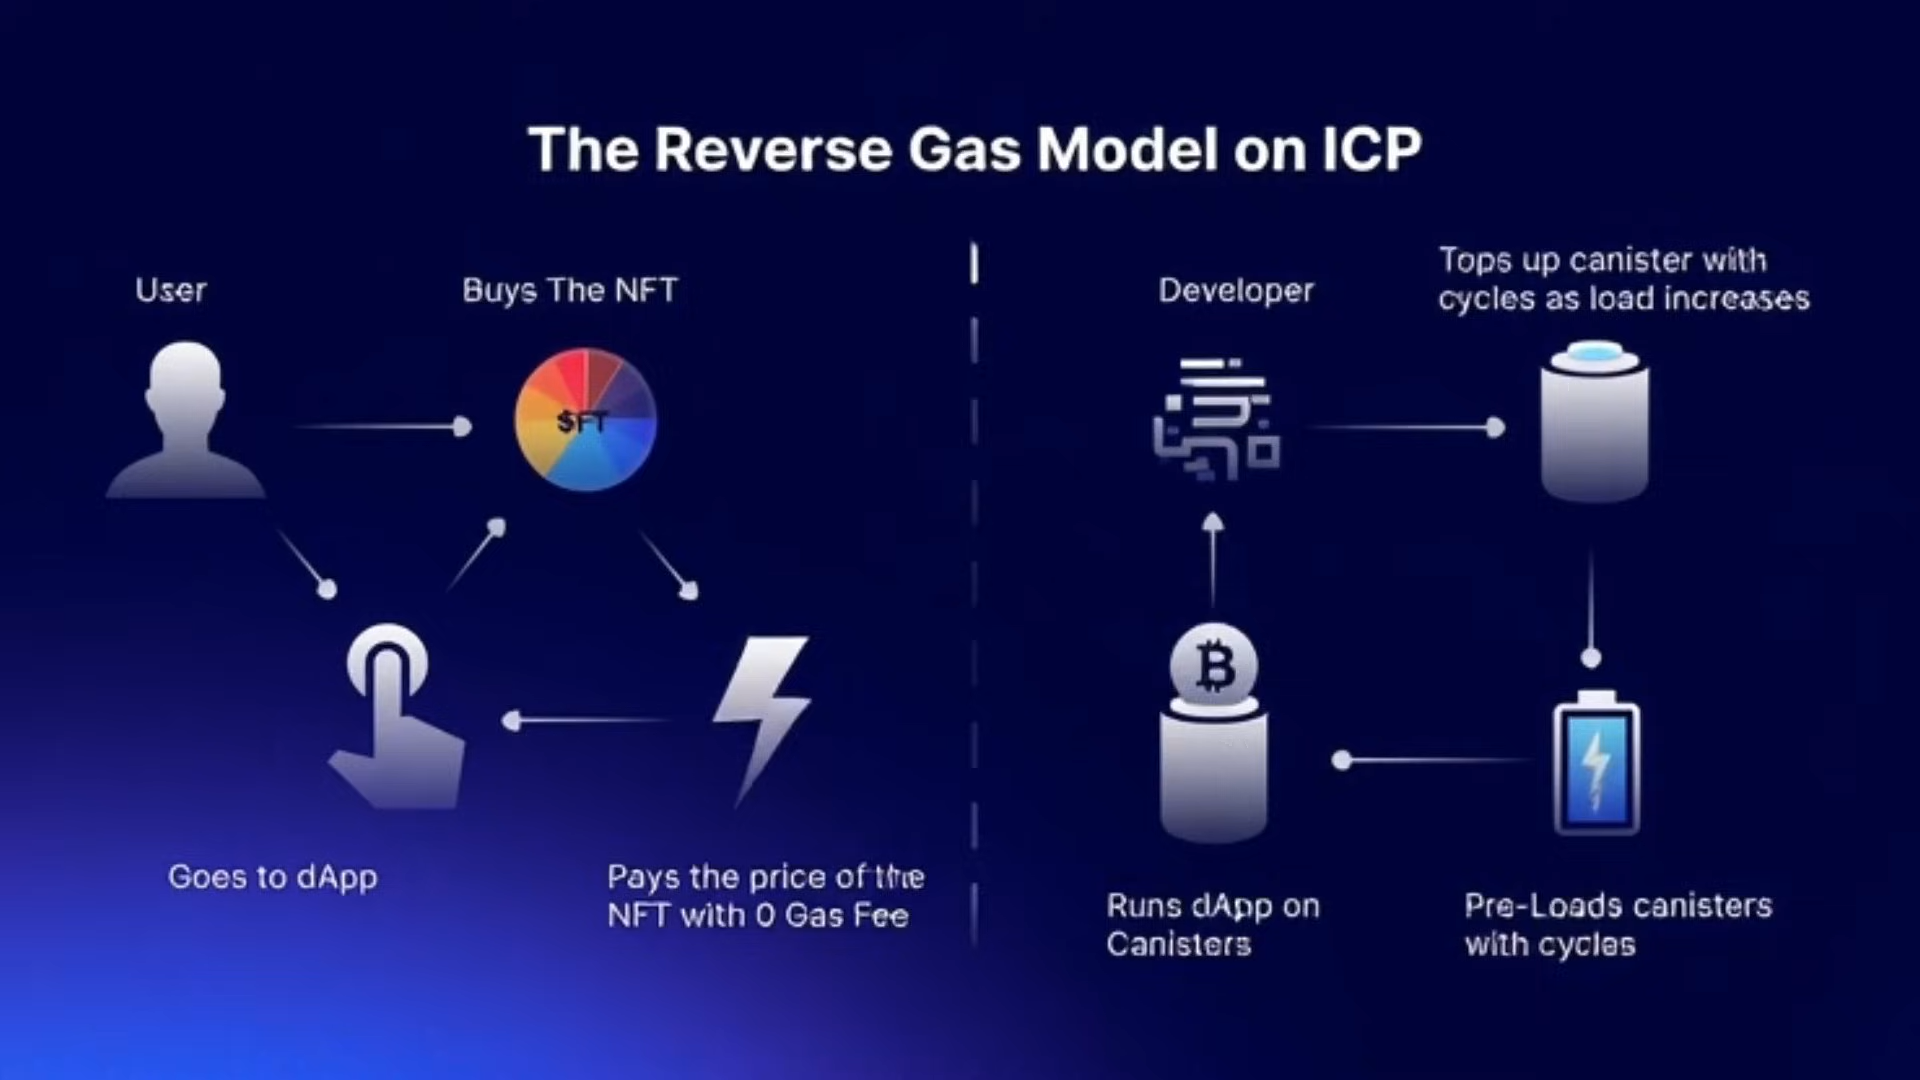 The Reverse Gas Model on ICP
User
Buys The NFT
$FT
Goes to dApp
Pays the price of the
NFT with 0 Gas Fee
Developer
Tops up canister with
cycles as load increases
Runs dApp on
Canisters
Pre-Loads canisters
with cycles